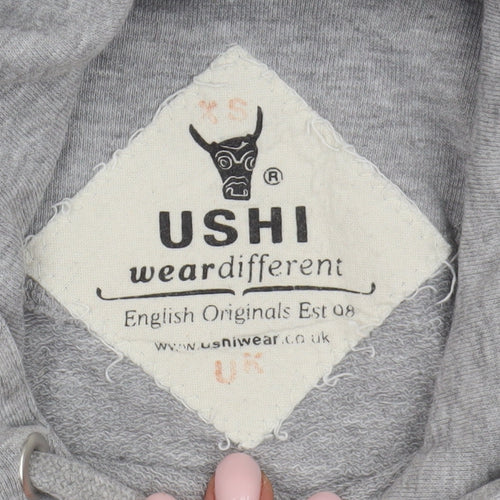 XS
®
USHI
weardifferent
English Originals Est 08
www.ushiwear.co.uk
UK